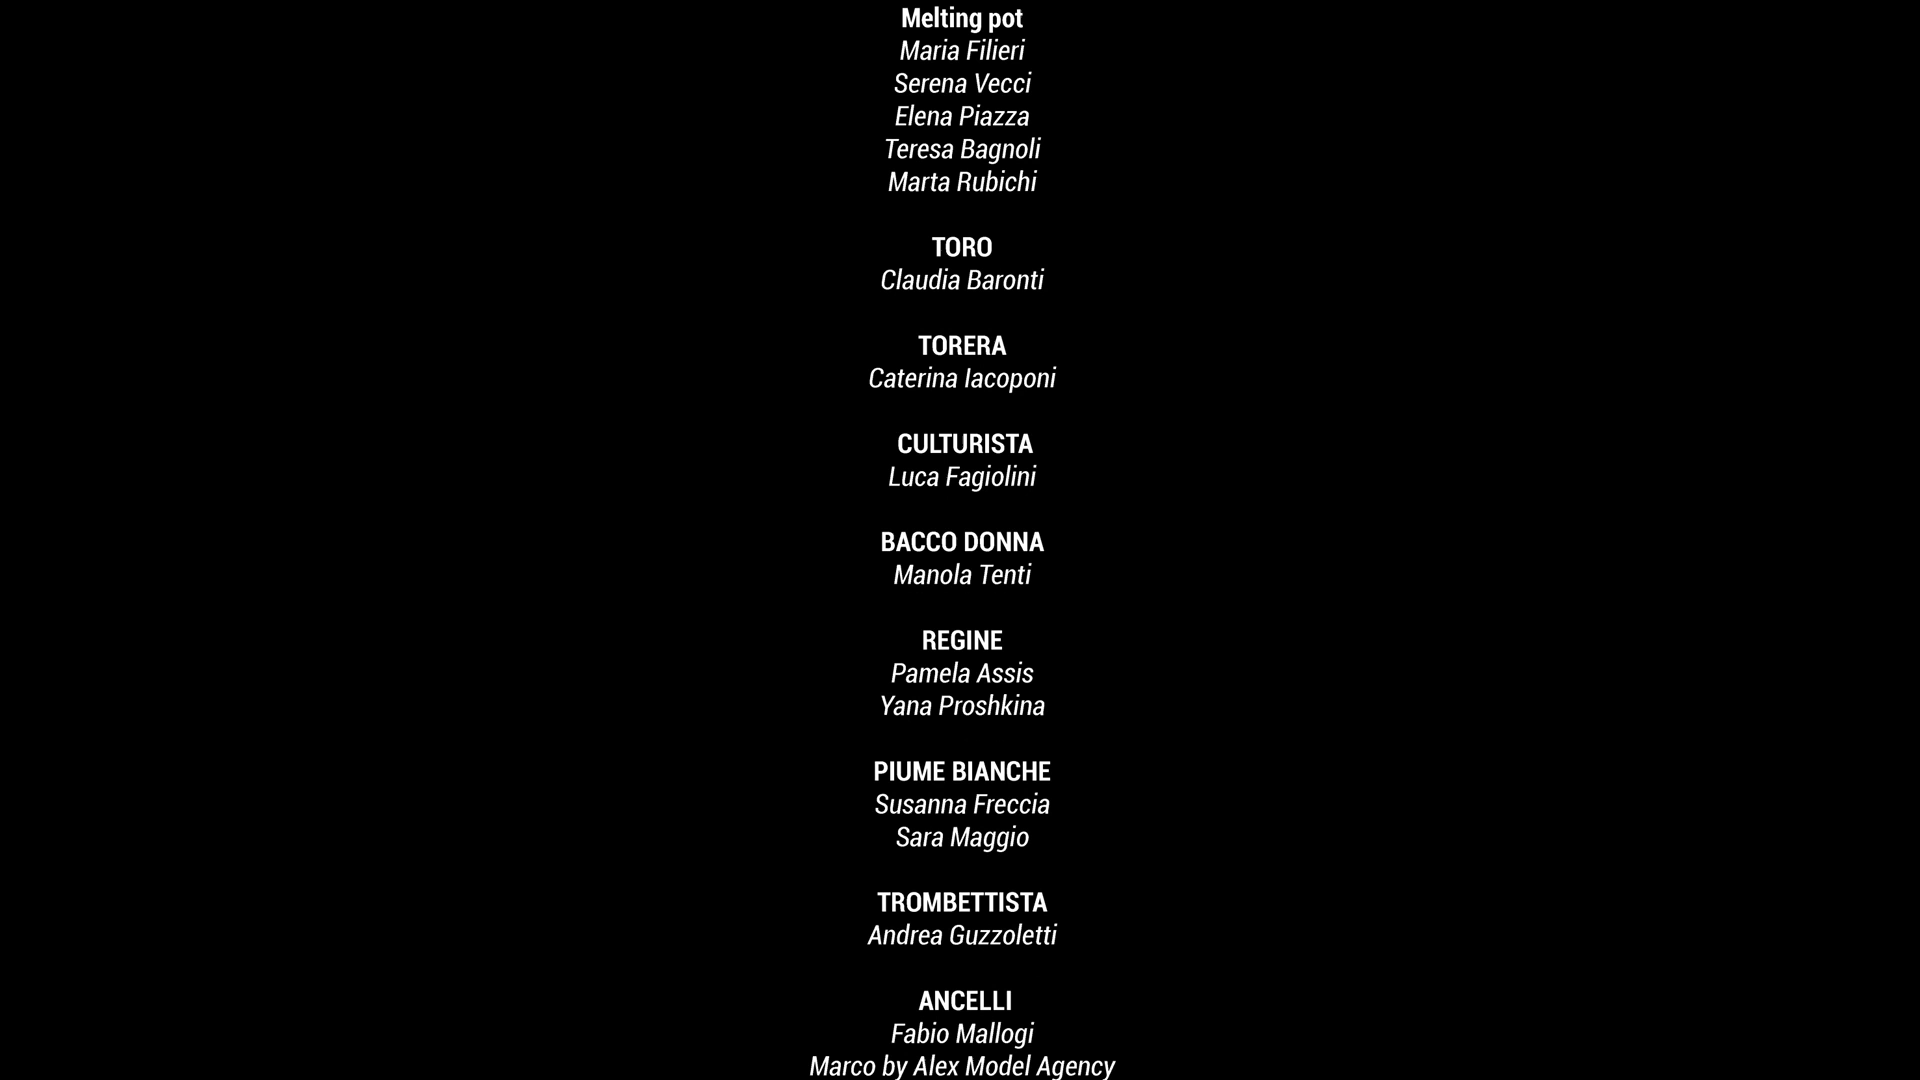 Melting pot
Maria Filieri
Serena Vecci
Elena Piazza
Teresa Bagnoli
Marta Rubichi
TORO
Claudia Baronti
TORERA
Caterina Iacoponi
CULTURISTA
Luca Fagiolini
BACCO DONNA
Manola Tenti
REGINE
Pamela Assis
Yana Proshkina
PIUME BIANCHE
Susanna Freccia
Sara Maggio
TROMBETTISTA
Andrea Guzzoletti
ANCELLI
Fabio Mallogi
Marco by Alex Model Agency